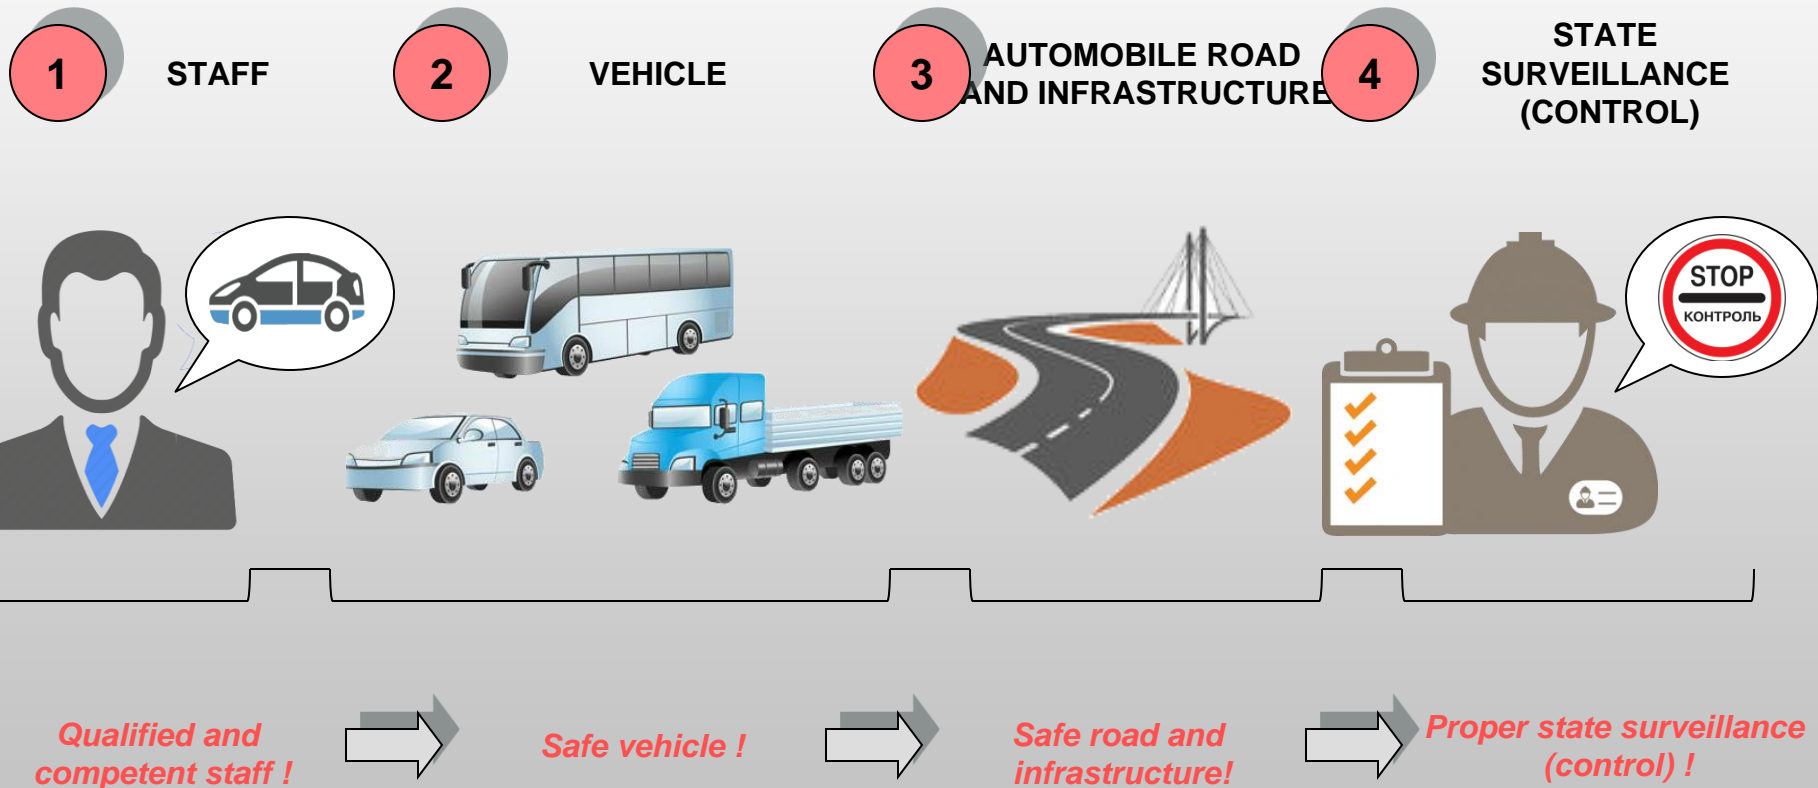 1
STAFF
2
VEHICLE
3
AUTOMOBILE ROAD
AND INFRASTRUCTURE
4
STATE
SURVEILLANCE
(CONTROL)
STOP
КОНТРОЛЬ
Qualified and
competent staff !
Safe vehicle !
Safe road and
infrastructure!
Proper state surveillance
(control) !